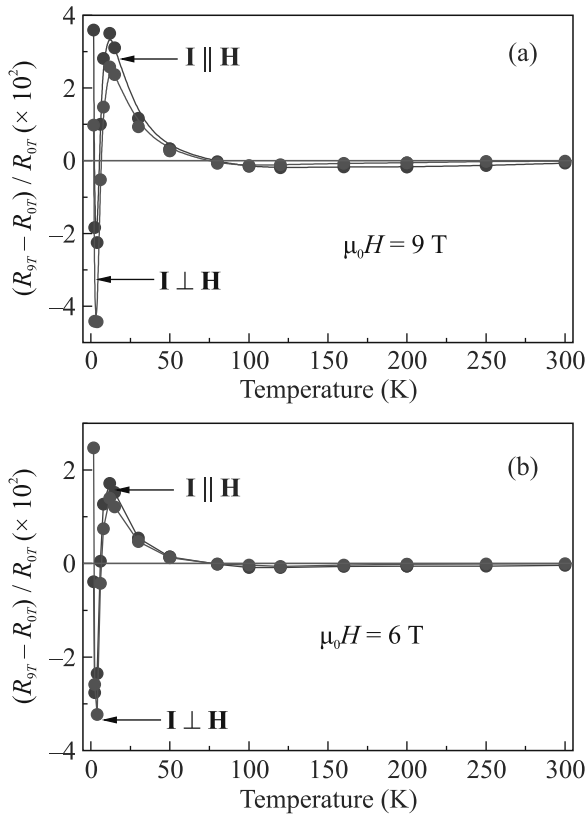 (a)
I || H
I ⊥ H
μ₀H = 9 T
(R₉T − R₀T) / R₀T (× 10²)
4
2
0
−2
−4
0 50 100 150 200 250 300
Temperature (K)
(b)
I || H
I ⊥ H
μ₀H = 6 T
(R₉T − R₀T) / R₀T (× 10²)
2
0
−2
−4
0 50 100 150 200 250 300
Temperature (K)